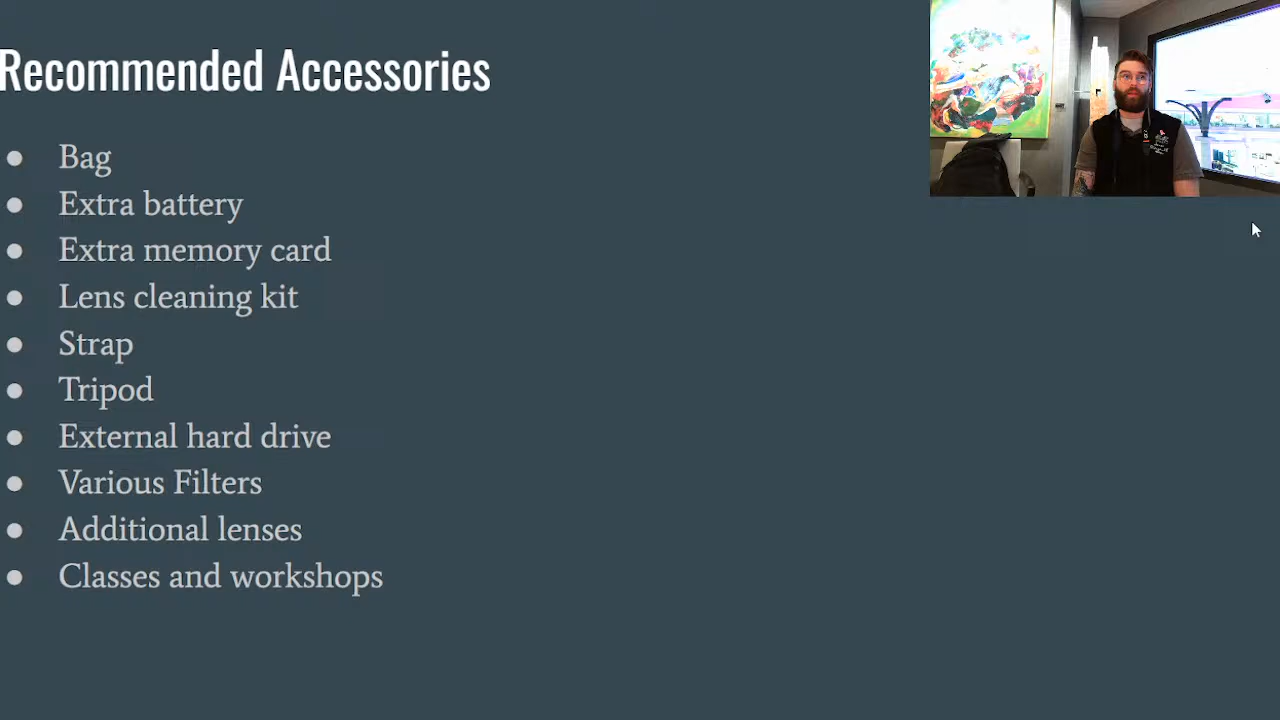 Recommended Accessories
Bag
Extra battery
Extra memory card
Lens cleaning kit
Strap
Tripod
External hard drive
Various Filters
Additional lenses
Classes and workshops